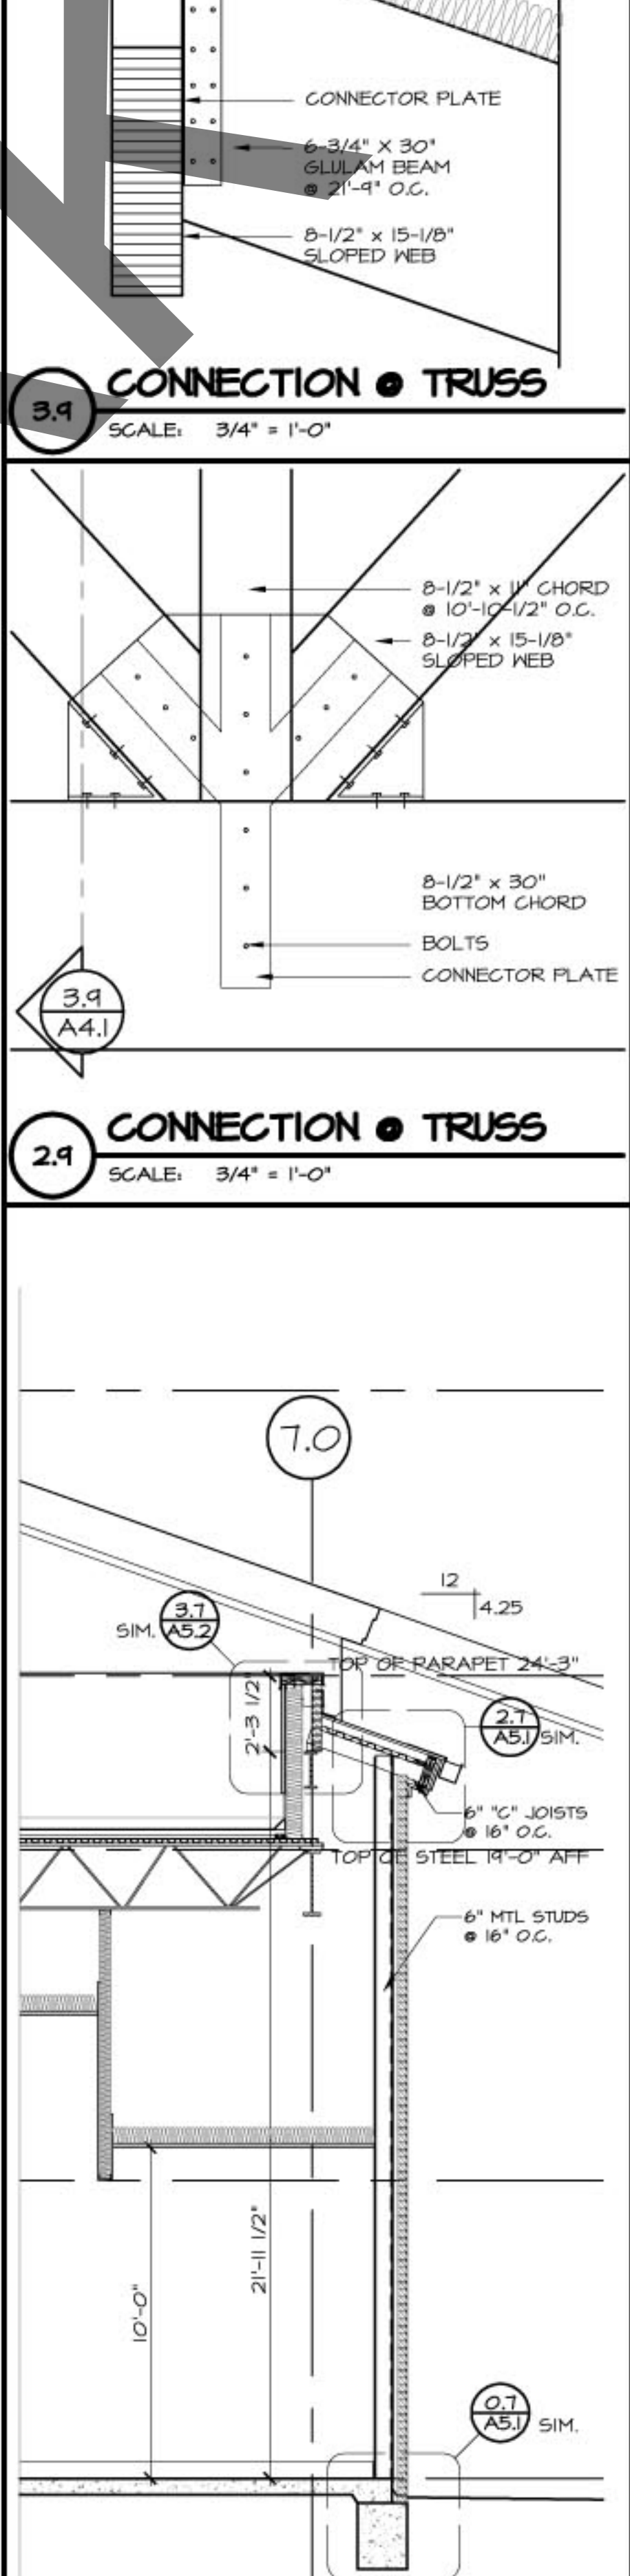 CONNECTOR PLATE
6-3/4" X 30"
GLULAM BEAM
@ 21'-9" O.C.
8-1/2" x 15-1/8"
SLOPED WEB
3.9
CONNECTION @ TRUSS
SCALE: 3/4" = 1'-0"
8-1/2" x 11" CHORD
@ 10'-10-1/2" O.C.
8-1/2" x 15-1/8"
SLOPED WEB
8-1/2" x 30"
BOTTOM CHORD
BOLTS
CONNECTOR PLATE
3.9
A4.1
2.9
CONNECTION @ TRUSS
SCALE: 3/4" = 1'-0"
7.0
12
4.25
3.7
SIM. A5.2
TOP OF PARAPET 24'-3"
2'-3 1/2"
2.7
A5.1 SIM.
6" "C" JOISTS
@ 16" O.C.
TOP OF STEEL 19'-0" AFF
6" MTL STUDS
@ 16" O.C.
21'-11 1/2"
10'-0"
0.7
A5.1 SIM.